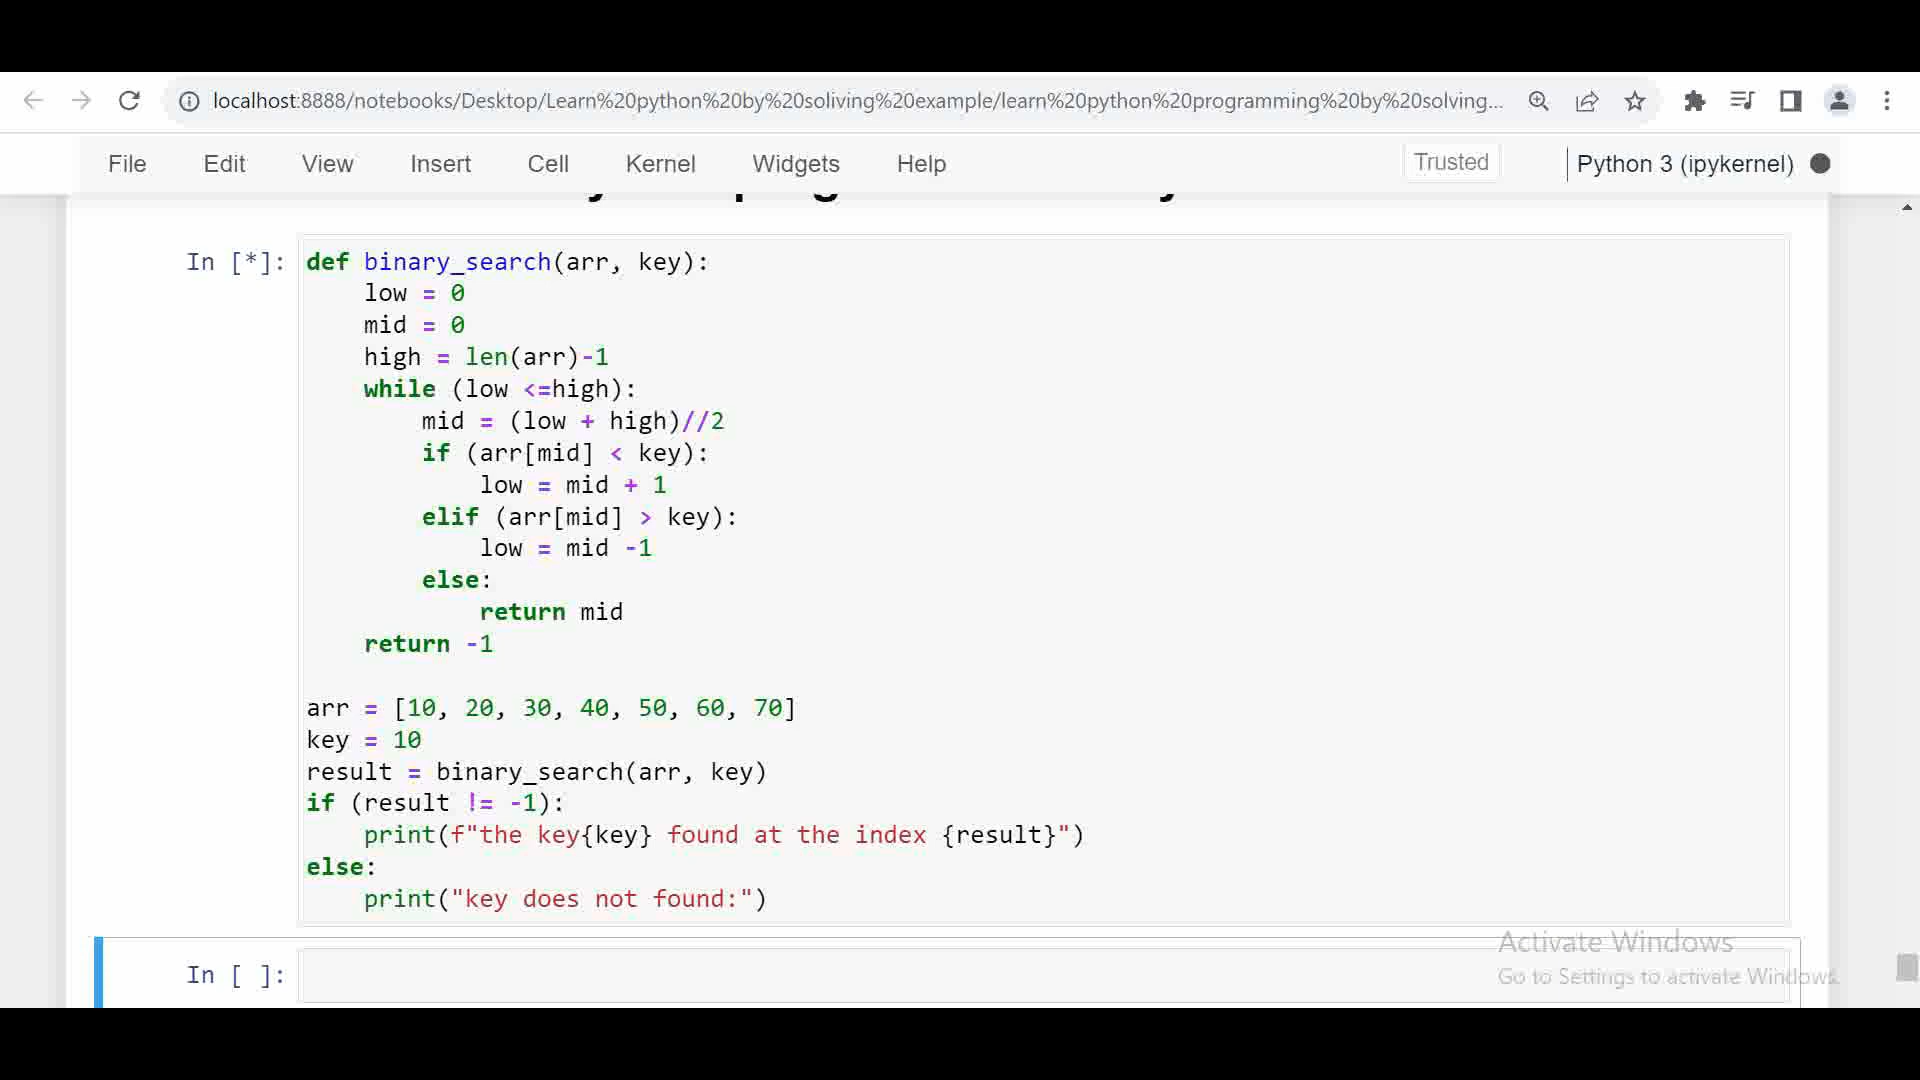 localhost:8888/notebooks/Desktop/Learn%20python%20by%20soliving%20example/learn%20python%20programming%20by%20solving...
File Edit View Insert Cell Kernel Widgets Help Trusted Python 3 (ipykernel)
In [*]: def binary_search(arr, key):
    low = 0
    mid = 0
    high = len(arr)-1
    while (low <=high):
        mid = (low + high)//2
        if (arr[mid] < key):
            low = mid + 1
        elif (arr[mid] > key):
            low = mid -1
        else:
            return mid
    return -1

arr = [10, 20, 30, 40, 50, 60, 70]
key = 10
result = binary_search(arr, key)
if (result != -1):
    print(f"the key{key} found at the index {result}")
else:
    print("key does not found:")
Activate Windows
In [ ]:
Go to Settings to activate Windows.